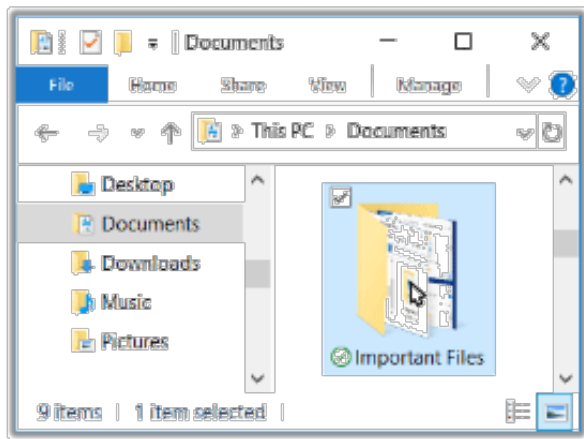 Documents
File Home Share View Manage ?
This PC Documents
Desktop
Documents
Downloads
Music
Pictures
Important Files
9 items 1 item selected